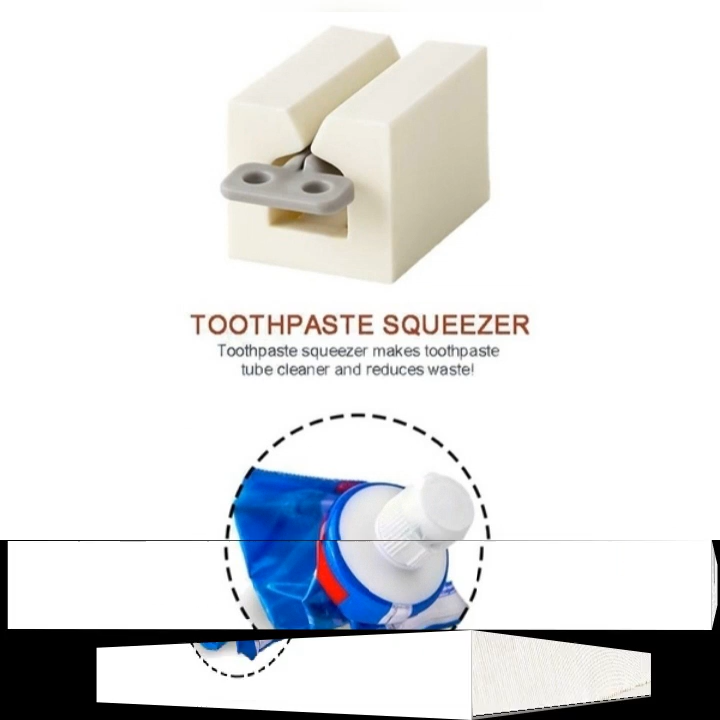 TOOTHPASTE SQUEEZER
Toothpaste squeezer makes toothpaste
tube cleaner and reduces waste!